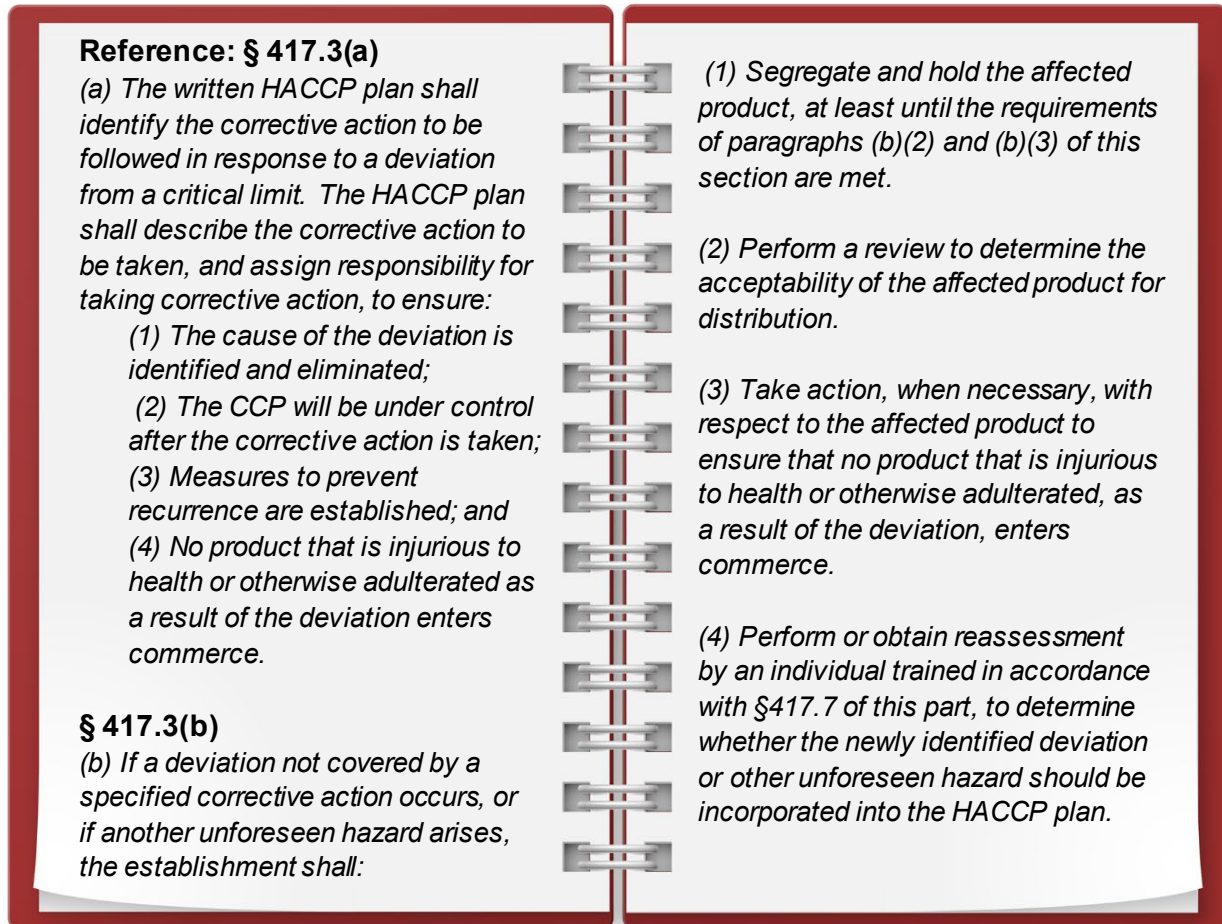 Reference: § 417.3(a)
(a) The written HACCP plan shall
identify the corrective action to be
followed in response to a deviation
from a critical limit. The HACCP plan
shall describe the corrective action to
be taken, and assign responsibility for
taking corrective action, to ensure:
(1) The cause of the deviation is
identified and eliminated;
(2) The CCP will be under control
after the corrective action is taken;
(3) Measures to prevent
recurrence are established; and
(4) No product that is injurious to
health or otherwise adulterated as
a result of the deviation enters
commerce.
§ 417.3(b)
(b) If a deviation not covered by a
specified corrective action occurs, or
if another unforeseen hazard arises,
the establishment shall:
(1) Segregate and hold the affected
product, at least until the requirements
of paragraphs (b)(2) and (b)(3) of this
section are met.
(2) Perform a review to determine the
acceptability of the affected product for
distribution.
(3) Take action, when necessary, with
respect to the affected product to
ensure that no product that is injurious
to health or otherwise adulterated, as
a result of the deviation, enters
commerce.
(4) Perform or obtain reassessment
by an individual trained in accordance
with §417.7 of this part, to determine
whether the newly identified deviation
or other unforeseen hazard should be
incorporated into the HACCP plan.